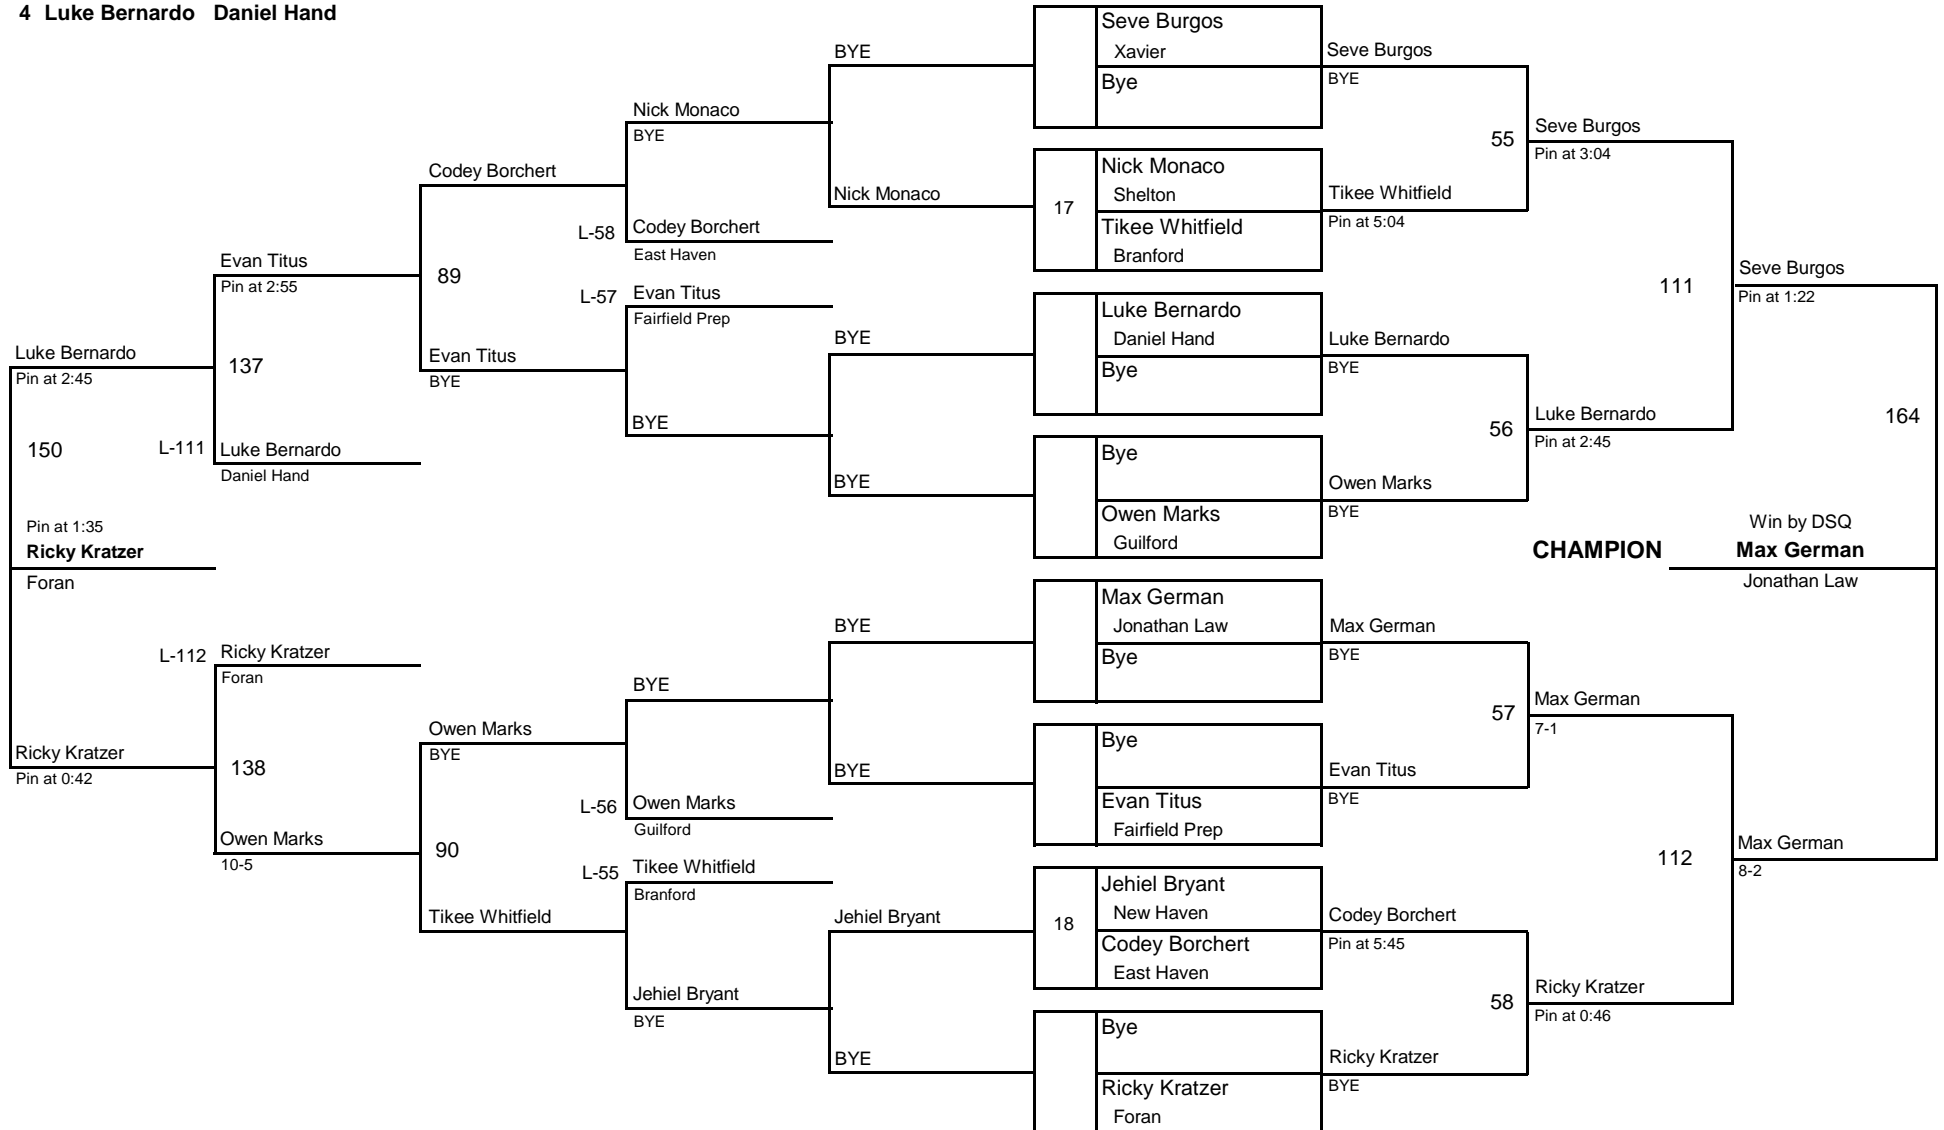 4 Luke Bernardo Daniel Hand
Seve Burgos
BYE
Xavier
Seve Burgos
Bye
BYE
Nick Monaco
BYE
55
Seve Burgos
Pin at 3:04
Nick Monaco
Codey Borchert
Nick Monaco
Shelton
Tikee Whitfield
17
Tikee Whitfield
Pin at 5:04
Branford
L-58
Codey Borchert
East Haven
Evan Titus
Pin at 2:55
89
Seve Burgos
Pin at 1:22
111
L-57
Evan Titus
Fairfield Prep
Luke Bernardo
Daniel Hand
BYE
Luke Bernardo
Bye
BYE
Luke Bernardo
Pin at 2:45
137
Evan Titus
BYE
BYE
56
Luke Bernardo
Pin at 2:45
164
150
L-111
Luke Bernardo
Daniel Hand
Bye
BYE
Owen Marks
BYE
Owen Marks
Guilford
Pin at 1:35
Ricky Kratzer
Foran
Win by DSQ
CHAMPION
Max German
Jonathan Law
Max German
Jonathan Law
BYE
Max German
Bye
BYE
L-112
Ricky Kratzer
Foran
BYE
57
Max German
7-1
Owen Marks
BYE
Bye
BYE
Evan Titus
BYE
Evan Titus
Fairfield Prep
Ricky Kratzer
Pin at 0:42
138
L-56
Owen Marks
Guilford
Owen Marks
10-5
90
112
Max German
8-2
L-55
Tikee Whitfield
Branford
Jehiel Bryant
New Haven
Tikee Whitfield
Jehiel Bryant
18
Codey Borchert
Pin at 5:45
Codey Borchert
East Haven
Jehiel Bryant
BYE
58
Ricky Kratzer
Pin at 0:46
Bye
BYE
Ricky Kratzer
BYE
Ricky Kratzer
Foran